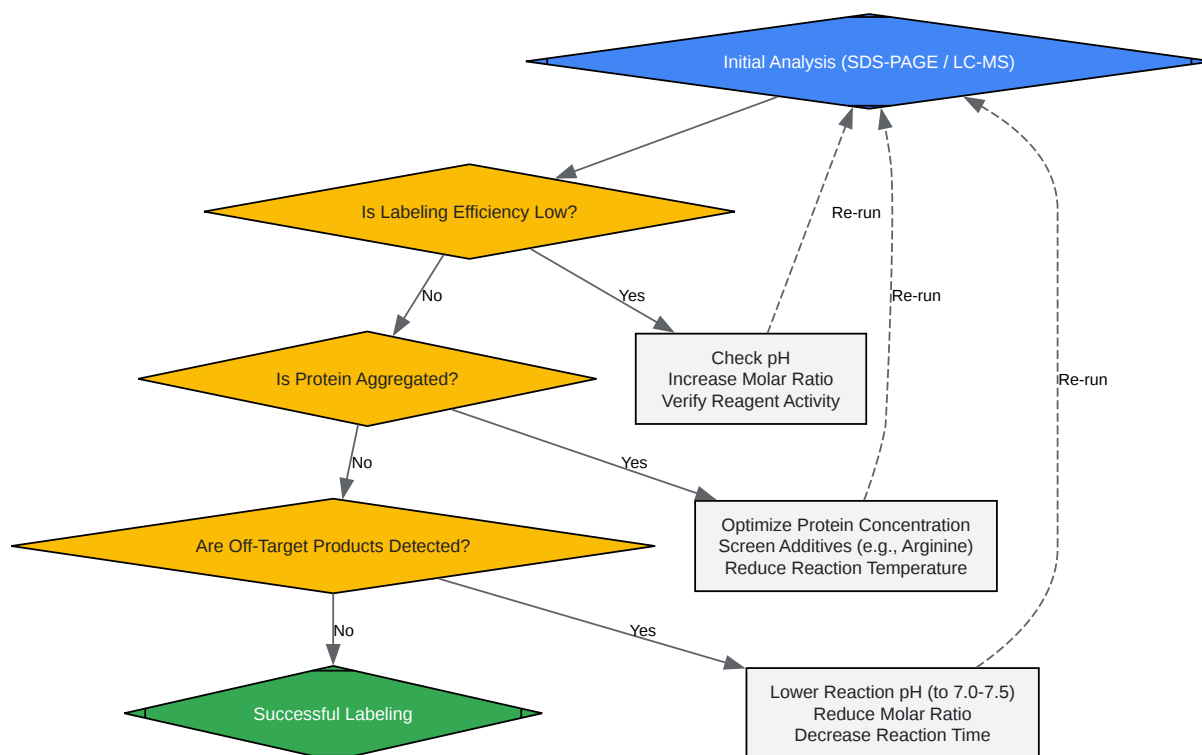 Initial Analysis (SDS-PAGE / LC-MS)
Is Labeling Efficiency Low?
Re-run
No
Yes
Re-run
Check pH
Increase Molar Ratio
Verify Reagent Activity
Is Protein Aggregated?
Re-run
No
Yes
Optimize Protein Concentration
Screen Additives (e.g., Arginine)
Reduce Reaction Temperature
Are Off-Target Products Detected?
No
Yes
Lower Reaction pH (to 7.0-7.5)
Reduce Molar Ratio
Decrease Reaction Time
Successful Labeling